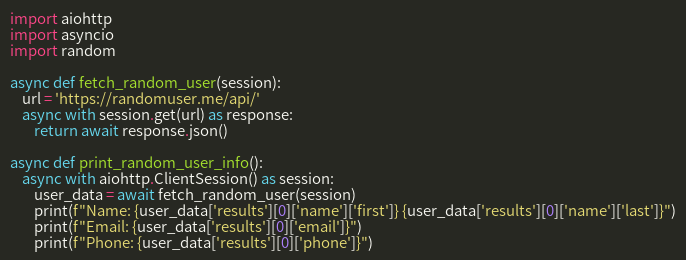 import aiohttp
import asyncio
import random

async def fetch_random_user(session):
    url = 'https://randomuser.me/api/'
    async with session.get(url) as response:
        return await response.json()

async def print_random_user_info():
    async with aiohttp.ClientSession() as session:
        user_data = await fetch_random_user(session)
        print(f"Name: {user_data['results'][0]['name']['first']} {user_data['results'][0]['name']['last']}")
        print(f"Email: {user_data['results'][0]['email']}")
        print(f"Phone: {user_data['results'][0]['phone']}")